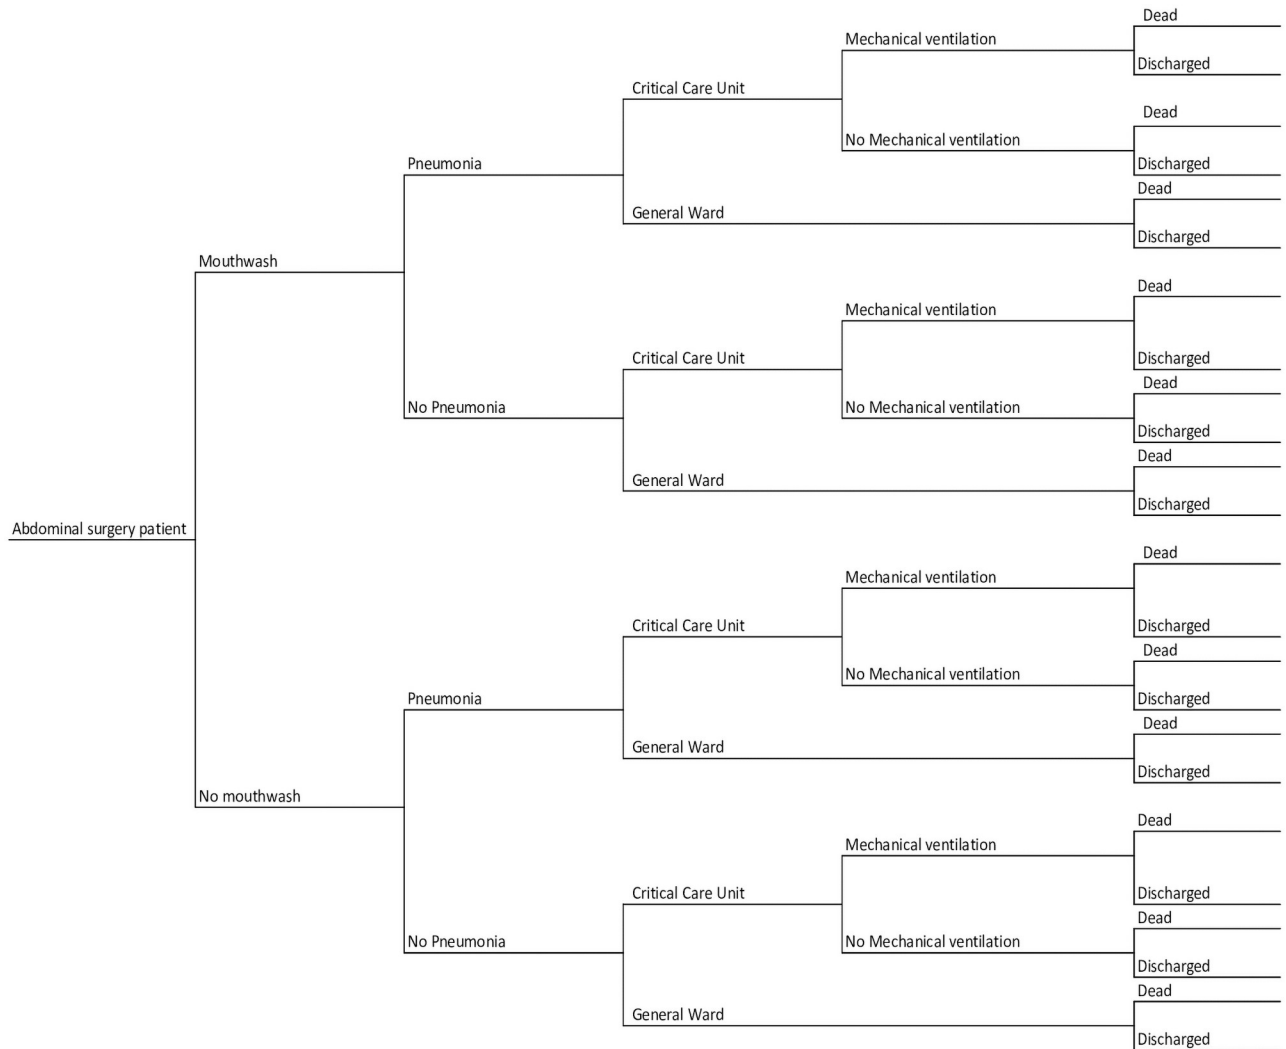 Dead
Mechanical ventilation
Discharged
Critical Care Unit
Dead
No Mechanical ventilation
Discharged
Pneumonia
Dead
General Ward
Discharged
Mouthwash
Dead
Mechanical ventilation
Discharged
Critical Care Unit
Dead
No Mechanical ventilation
No Pneumonia
Discharged
Dead
General Ward
Discharged
Abdominal surgery patient
Dead
Mechanical ventilation
Discharged
Critical Care Unit
Dead
No Mechanical ventilation
Discharged
Pneumonia
Dead
General Ward
Discharged
No mouthwash
Dead
Mechanical ventilation
Discharged
Critical Care Unit
Dead
No Mechanical ventilation
No Pneumonia
Discharged
Dead
General Ward
Discharged